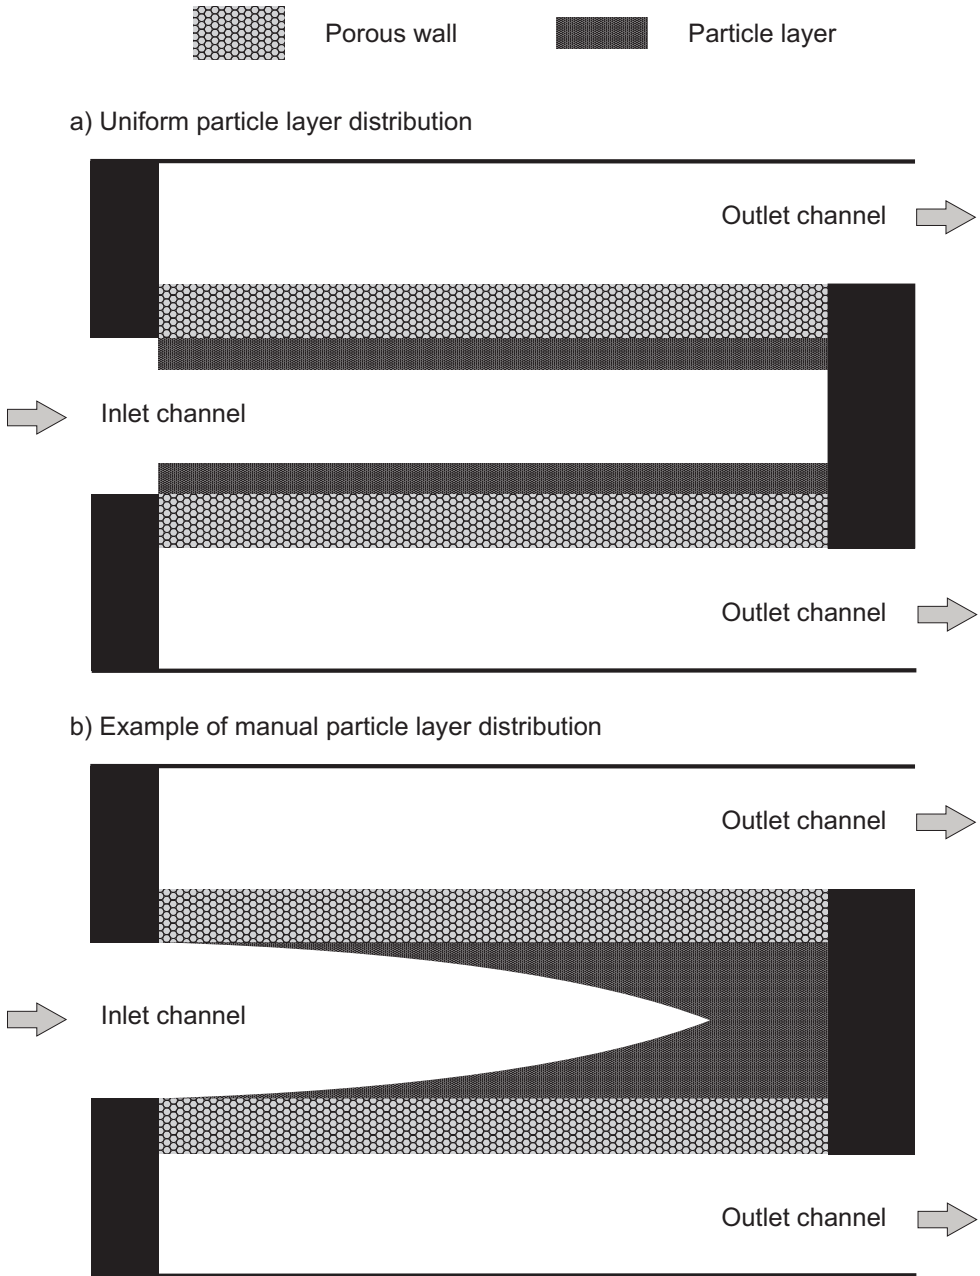 Porous wall
Particle layer
a) Uniform particle layer distribution
Outlet channel
Inlet channel
Outlet channel
b) Example of manual particle layer distribution
Outlet channel
Inlet channel
Outlet channel